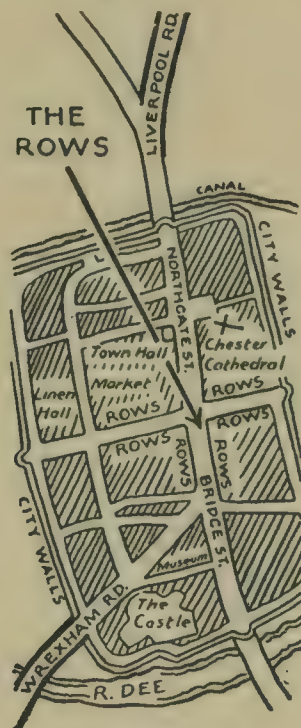 LIVERPOOL RD.
THE
ROWS
CANAL
CITY WALLS
NORTHGATE ST.
Town Hall
Chester
Cathedral
Linen
Hall
Market
ROWS
ROWS
ROWS
ROWS
ROWS
ROWS
ROWS
BRIDGE ST.
CITY WALLS
Museum
The
Castle
WREXHAM RD.
R. DEE